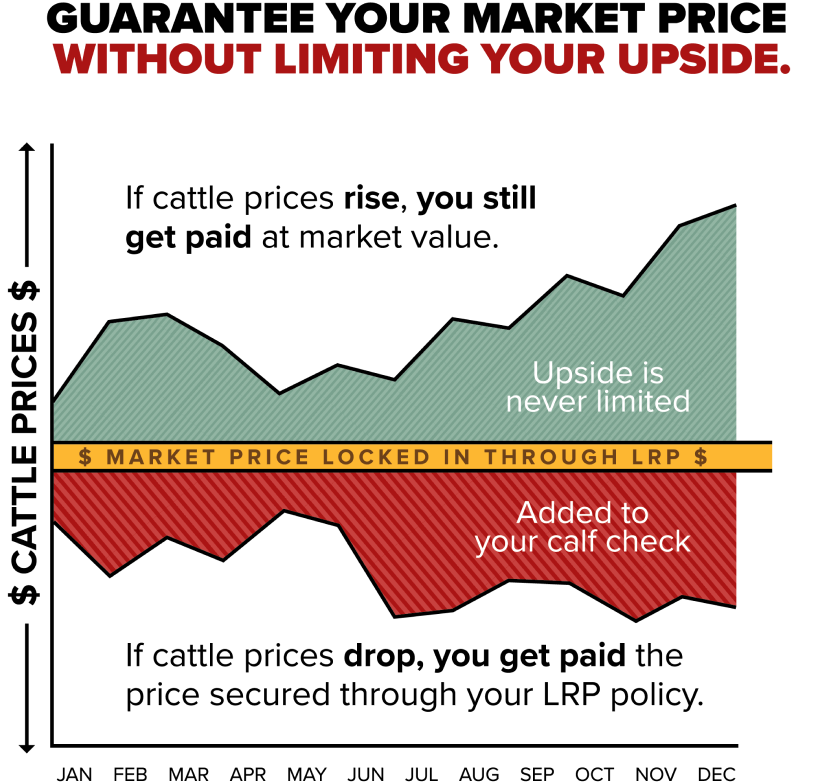 GUARANTEE YOUR MARKET PRICE
WITHOUT LIMITING YOUR UPSIDE.
$ CATTLE PRICES $
If cattle prices rise, you still
get paid at market value.
Upside is
never limited
$ MARKET PRICE LOCKED IN THROUGH LRP $
Added to
your calf check
If cattle prices drop, you get paid the
price secured through your LRP policy.
JAN FEB MAR APR MAY JUN JUL AUG SEP OCT NOV DEC